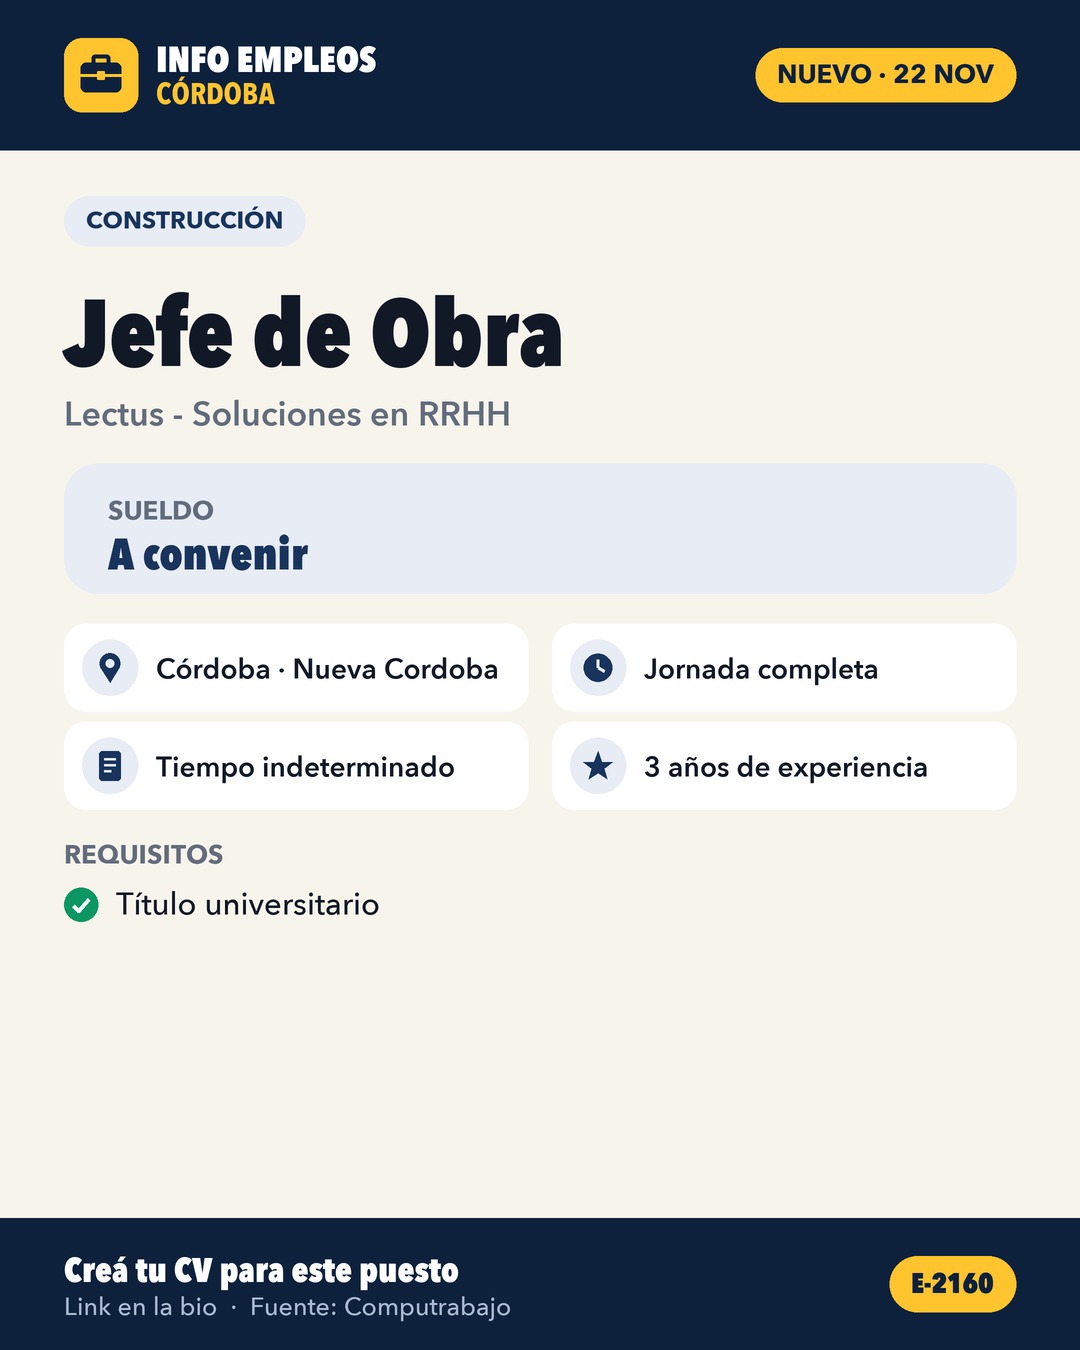 INFO EMPLEOS
CÓRDOBA
NUEVO · 22 NOV
CONSTRUCCIÓN
Jefe de Obra
Lectus - Soluciones en RRHH
SUELDO
A convenir
Córdoba · Nueva Cordoba
Jornada completa
Tiempo indeterminado
3 años de experiencia
REQUISITOS
Título universitario
Creá tu CV para este puesto
Link en la bio · Fuente: Computrabajo
E-2160